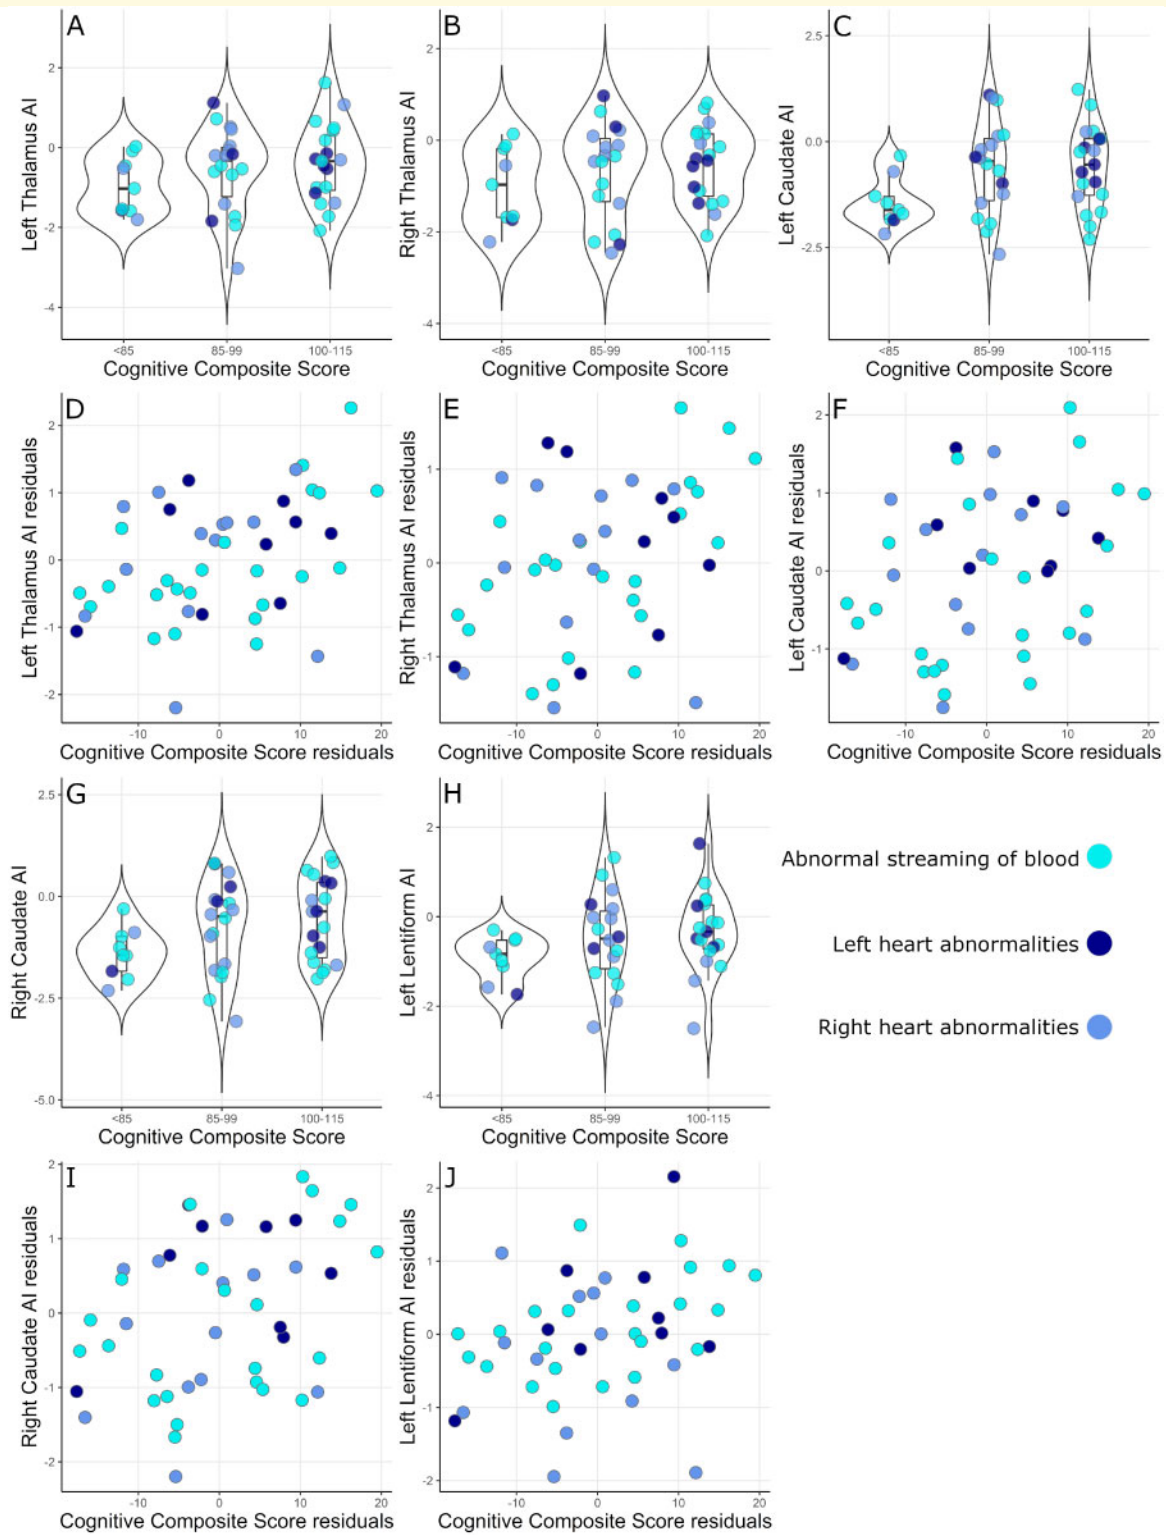 A
Left Thalamus AI
2
0
-2
-4
<85
85-99
100-115
Cognitive Composite Score
B
Right Thalamus AI
2
0
-2
-4
<85
85-99
100-115
Cognitive Composite Score
C
Left Caudate AI
2.5
0.0
-2.5
<85
85-99
100-115
Cognitive Composite Score
D
Left Thalamus AI residuals
2
1
0
-1
-2
-10
0
10
20
Cognitive Composite Score residuals
E
Right Thalamus AI residuals
1
0
-1
-10
0
10
20
Cognitive Composite Score residuals
F
Left Caudate AI residuals
2
1
0
-1
-10
0
10
20
Cognitive Composite Score residuals
G
Right Caudate AI
2.5
0.0
-2.5
-5.0
<85
85-99
100-115
Cognitive Composite Score
H
Left Lentiform AI
2
0
-2
-4
<85
85-99
100-115
Cognitive Composite Score
Abnormal streaming of blood
Left heart abnormalities
Right heart abnormalities
I
Right Caudate AI residuals
2
1
0
-1
-2
-10
0
10
20
Cognitive Composite Score residuals
J
Left Lentiform AI residuals
2
1
0
-1
-2
-10
0
10
20
Cognitive Composite Score residuals